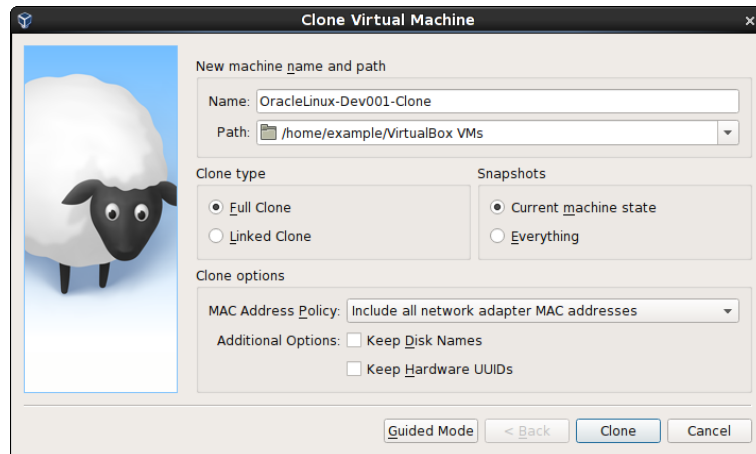 Clone Virtual Machine
New machine name and path
Name: OracleLinux-Dev001-Clone
Path: /home/example/VirtualBox VMs
Clone type
Full Clone
Linked Clone
Snapshots
Current machine state
Everything
Clone options
MAC Address Policy: Include all network adapter MAC addresses
Additional Options: Keep Disk Names
Keep Hardware UUIDs
Guided Mode < Back Clone Cancel